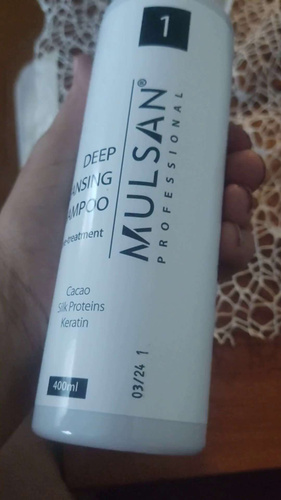 1
MULSAN®
PROFESSIONAL
DEEP
ANSING
AMPOO
treatment
Cacao
Silk Proteins
Keratin
400ml
03/24 1